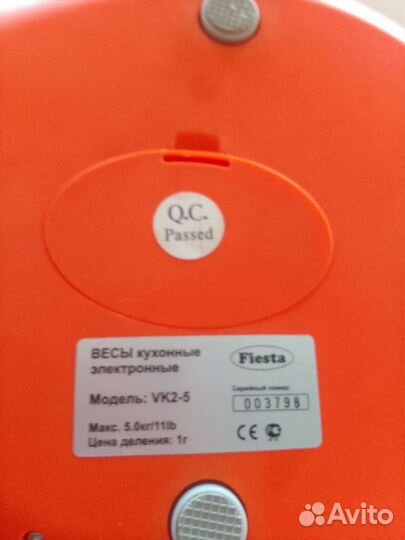 Q.C.
Passed
ВЕСЫ кухонные
электронные
Fiesta
Модель: VK2-5
Серийный номер:
003798
Макс. 5.0кг/11lb
Цена деления: 1г
CE
Avito